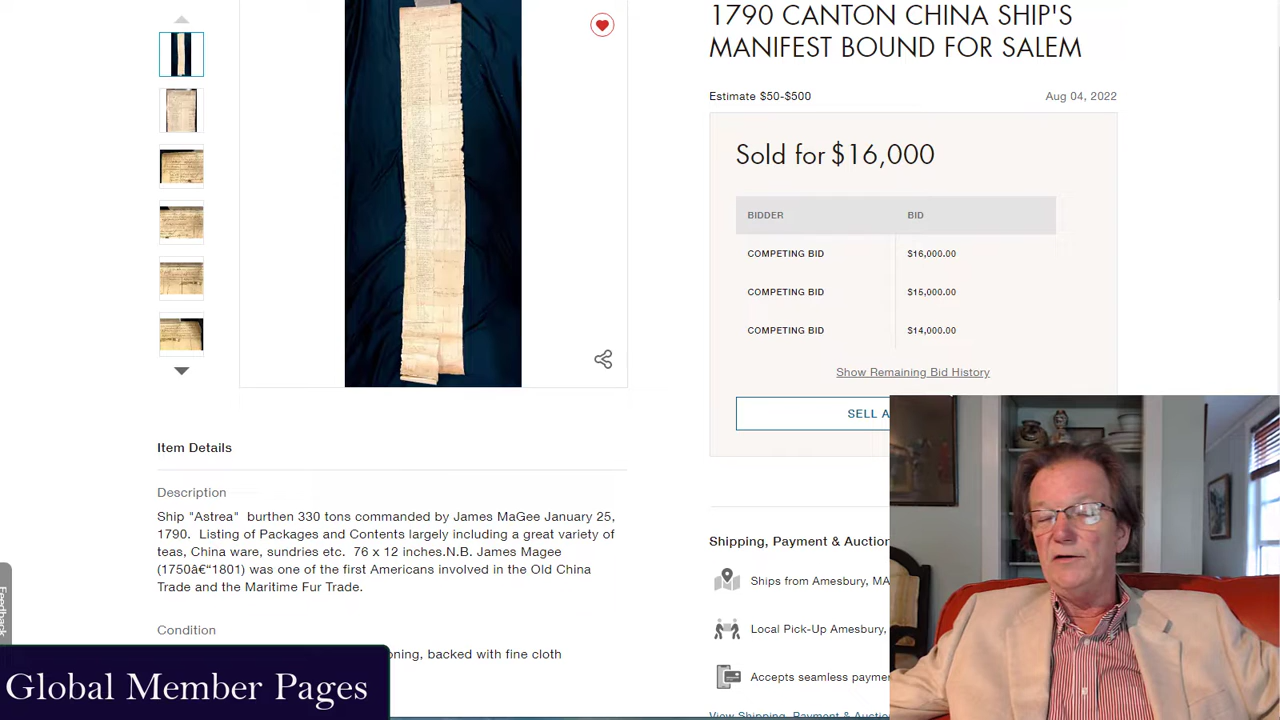 1790 CANTON CHINA SHIP'S
MANIFEST BOUND FOR SALEM
Estimate $50-$500
Aug 04, 2022
Sold for $16,000
BIDDER BID
COMPETING BID $16,000.00
COMPETING BID $15,000.00
COMPETING BID $14,000.00
Show Remaining Bid History
SELL A
Item Details
Description
Ship "Astrea" burthen 330 tons commanded by James MaGee January 25,
1790. Listing of Packages and Contents largely including a great variety of
teas, China ware, sundries etc. 76 x 12 inches.N.B. James Magee
(1750â€“1801) was one of the first Americans involved in the Old China
Trade and the Maritime Fur Trade.
Condition
oning, backed with fine cloth
Shipping, Payment & Auction
Ships from Amesbury, MA
Local Pick-Up Amesbury,
Accepts seamless payme
View Shipping, Payment & Auctio
Feedback
Global Member Pages